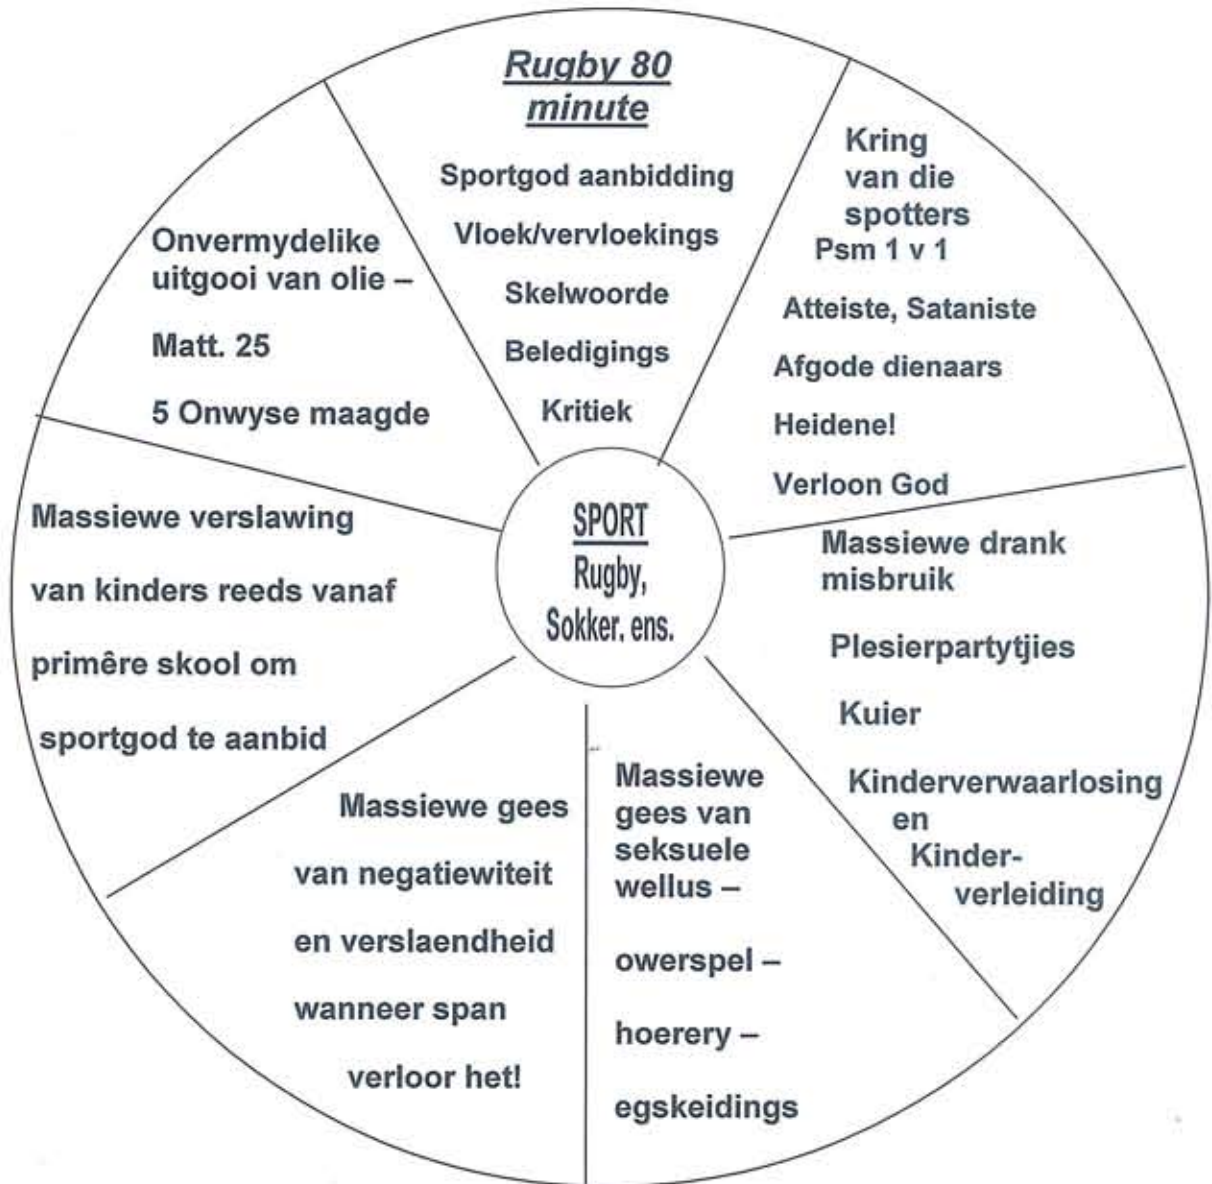 Rugby 80
minute
Sportgod aanbidding
Vloek/vervloekings
Skelwoorde
Beledigings
Kritiek
Kring
van die
spotters
Psm 1 v 1
Atteiste, Sataniste
Afgode dienaars
Heidene!
Verloon God
Massiewe drank
misbruik
Plesierpartytjies
Kuier
Kinderverwaarlosing
en
Kinder-
verleiding
Massiewe
gees van
seksuele
wellus –
owerspel –
hoerery –
egskeidings
Massiewe gees
van negatiewiteit
en verslaendheid
wanneer span
verloor het!
Massiewe verslawing
van kinders reeds vanaf
primêre skool om
sportgod te aanbid
Onvermydelike
uitgooi van olie –
Matt. 25
5 Onwyse maagde
SPORT
Rugby,
Sokker. ens.